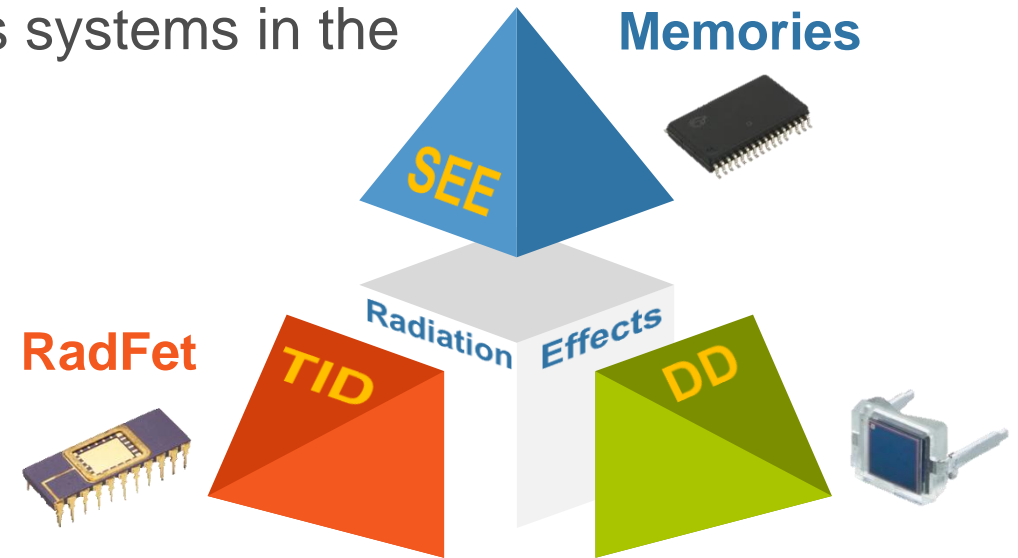 s systems in the
Memories
SEE
Radiation Effects
RadFet
TID
DD